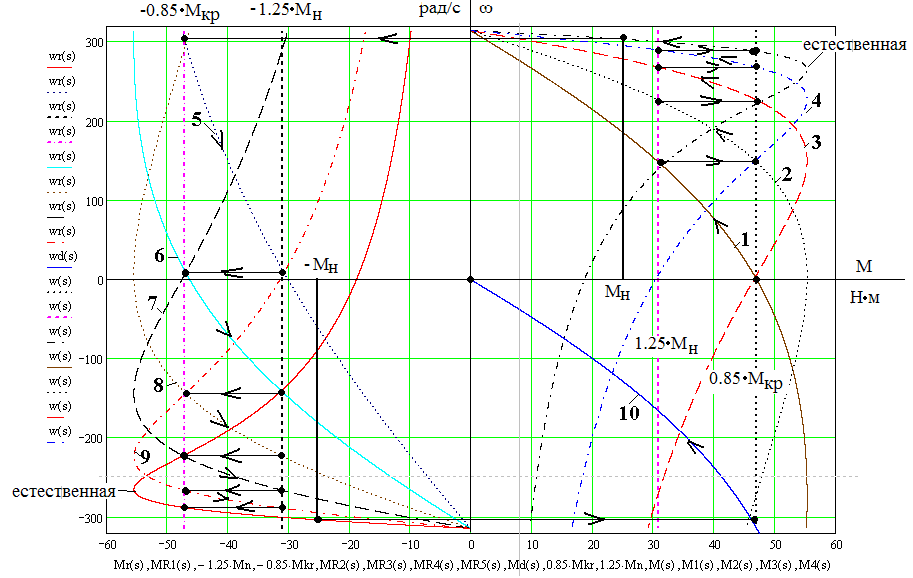 -0.85•Mкр
-1.25•Mн
рад/с
ω
wr(s)
wr(s)
wr(s)
wr(s)
wr(s)
wr(s)
wr(s)
wr(s)
wd(s)
w(s)
w(s)
w(s)
w(s)
w(s)
w(s)
w(s)
300
200
100
0
−100
−200
−300
естественная
4
3
2
1
5
6
7
8
9
10
-Mн
Mн
M
Н•м
1.25•Mн
0.85•Mкр
естественная
−60
−50
−40
−30
−20
−10
0
10
20
30
40
50
60
Mr(s),MR1(s),−1.25·Mn,−0.85·Mkr,MR2(s),MR3(s),MR4(s),MR5(s),Md(s),0.85·Mkr,1.25·Mn,M(s),M1(s),M2(s),M3(s),M4(s)